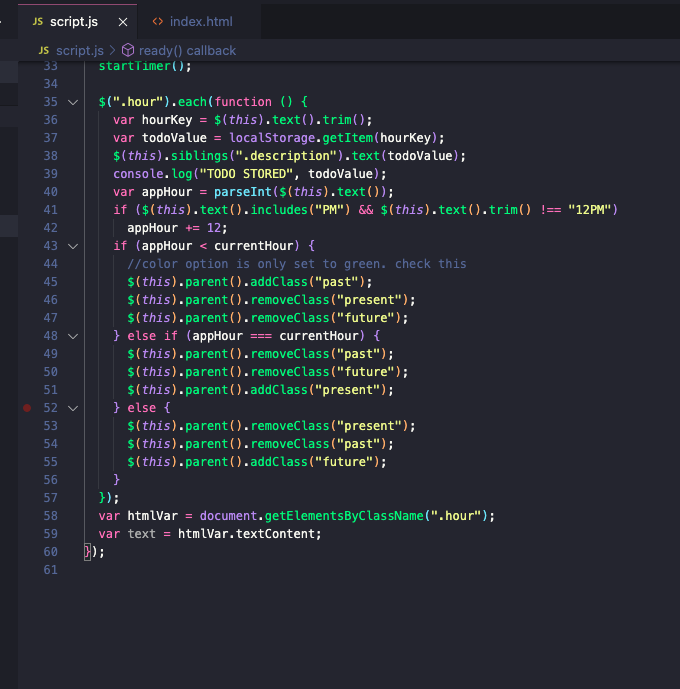 JS script.js × <> index.html
JS script.js > ready() callback
33 startTimer();
34
35 $(".hour").each(function () {
36 var hourKey = $(this).text().trim();
37 var todoValue = localStorage.getItem(hourKey);
38 $(this).siblings(".description").text(todoValue);
39 console.log("TODO STORED", todoValue);
40 var appHour = parseInt($(this).text());
41 if ($(this).text().includes("PM") && $(this).text().trim() !== "12PM")
42 appHour += 12;
43 if (appHour < currentHour) {
44 //color option is only set to green. check this
45 $(this).parent().addClass("past");
46 $(this).parent().removeClass("present");
47 $(this).parent().removeClass("future");
48 } else if (appHour === currentHour) {
49 $(this).parent().removeClass("past");
50 $(this).parent().removeClass("future");
51 $(this).parent().addClass("present");
52 } else {
53 $(this).parent().removeClass("present");
54 $(this).parent().removeClass("past");
55 $(this).parent().addClass("future");
56 }
57 });
58 var htmlVar = document.getElementsByClassName(".hour");
59 var text = htmlVar.textContent;
60 });
61